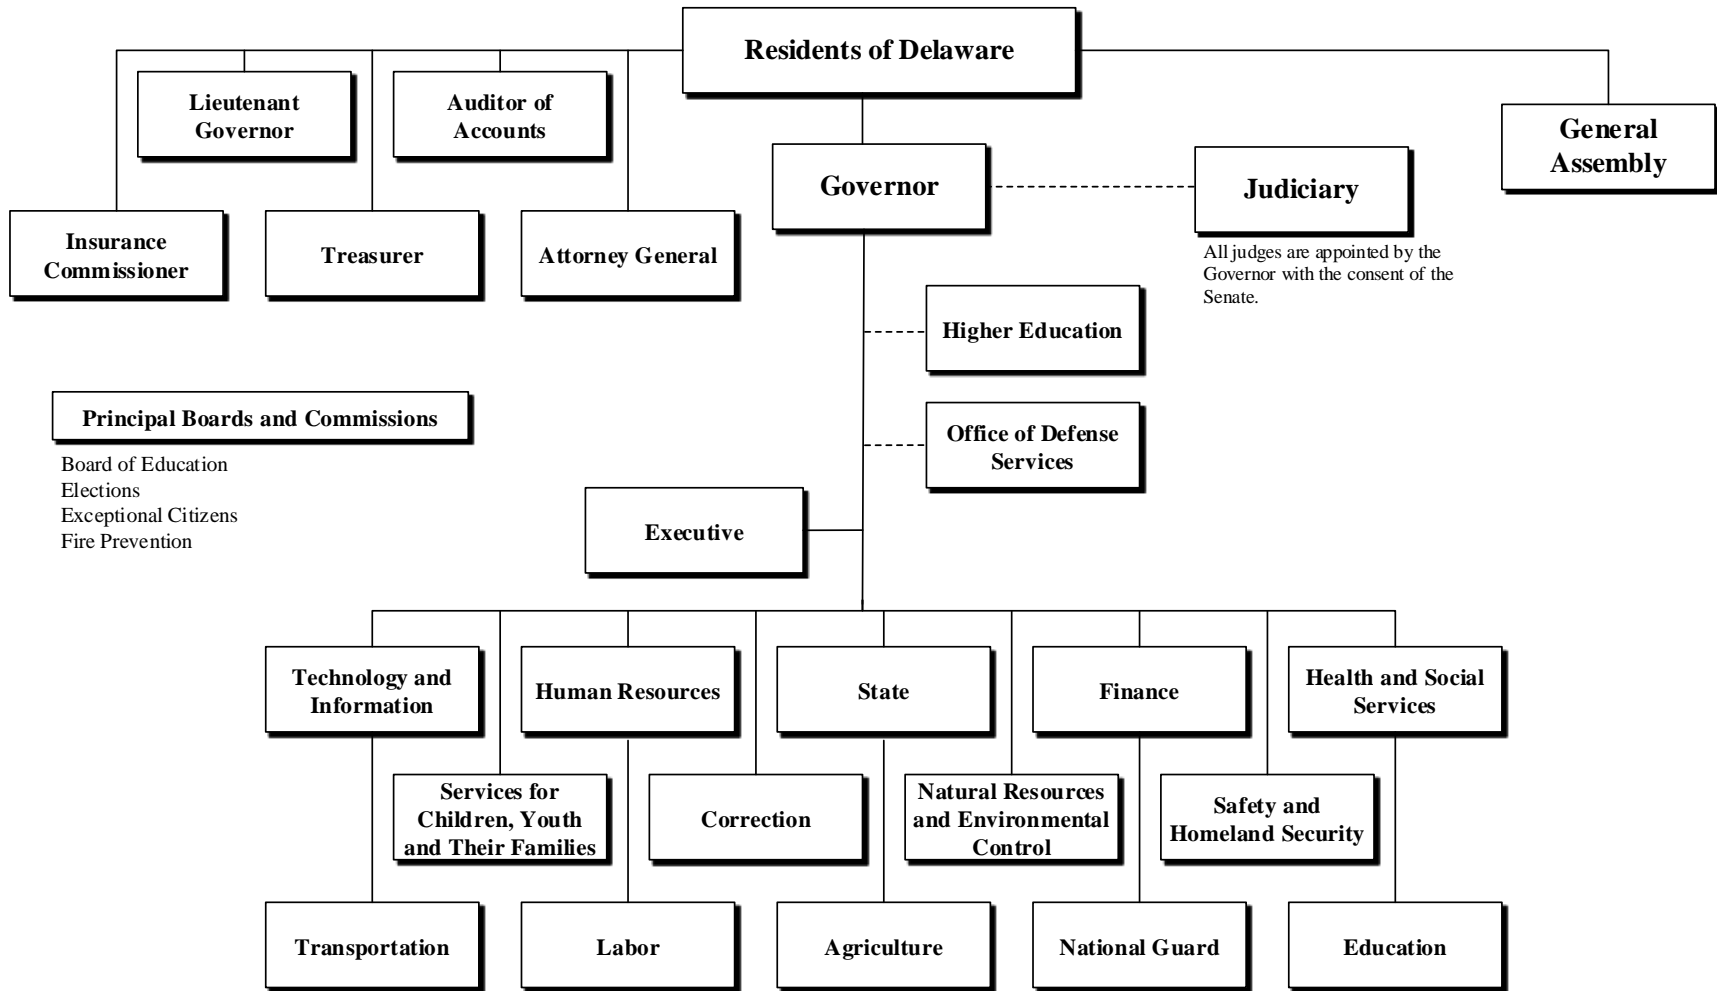 Residents of Delaware
Lieutenant
Governor
Auditor of
Accounts
General
Assembly
Governor
Judiciary
All judges are appointed by the
Governor with the consent of the
Senate.
Insurance
Commissioner
Treasurer
Attorney General
Higher Education
Principal Boards and Commissions
Board of Education
Elections
Exceptional Citizens
Fire Prevention
Office of Defense
Services
Executive
Technology and
Information
Human Resources
State
Finance
Health and Social
Services
Services for
Children, Youth
and Their Families
Correction
Natural Resources
and Environmental
Control
Safety and
Homeland Security
Transportation
Labor
Agriculture
National Guard
Education